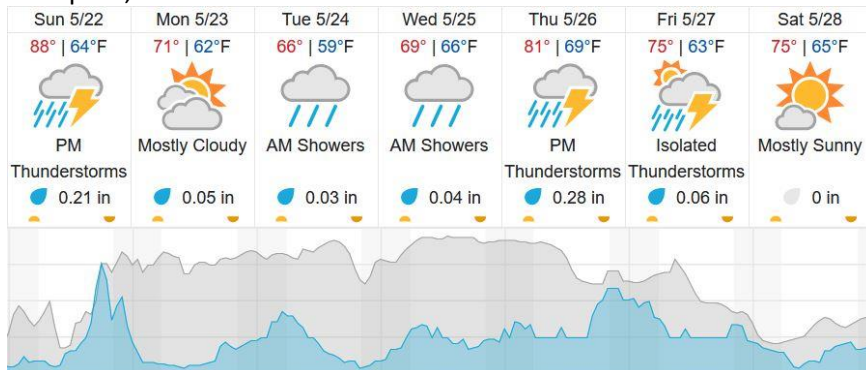 Sun 5/22 Mon 5/23 Tue 5/24 Wed 5/25 Thu 5/26 Fri 5/27 Sat 5/28
88° | 64°F 71° | 62°F 66° | 59°F 69° | 66°F 81° | 69°F 75° | 63°F 75° | 65°F
PM Mostly Cloudy AM Showers AM Showers PM Isolated Mostly Sunny
Thunderstorms Thunderstorms Thunderstorms
0.21 in 0.05 in 0.03 in 0.04 in 0.28 in 0.06 in 0 in